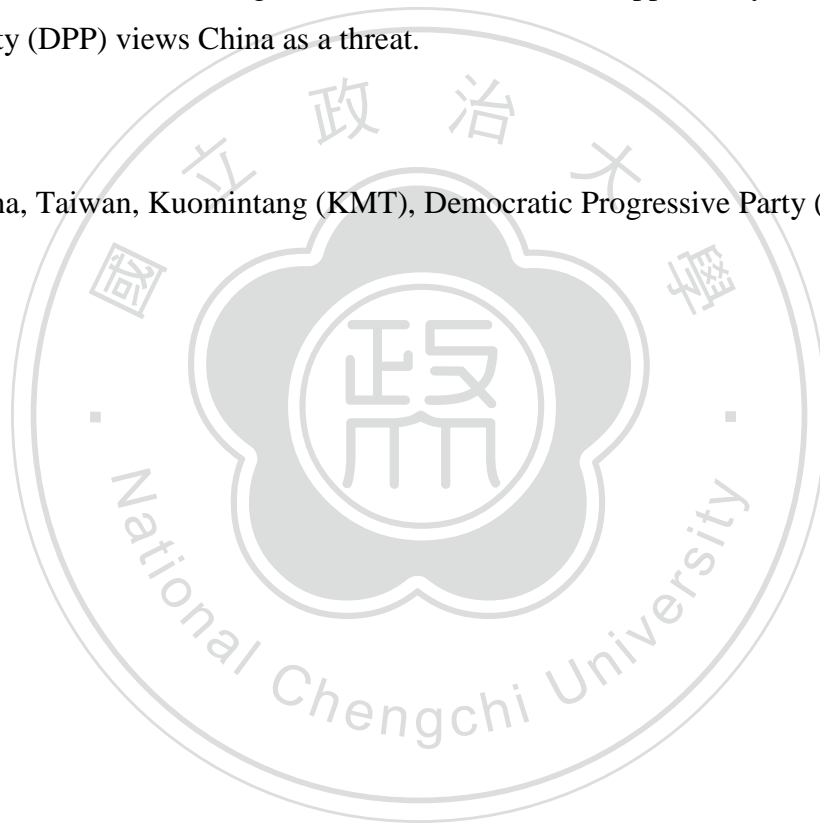 ty (DPP) views China as a threat.
na, Taiwan, Kuomintang (KMT), Democratic Progressive Party (
國立政治大學
政
National Chengchi University